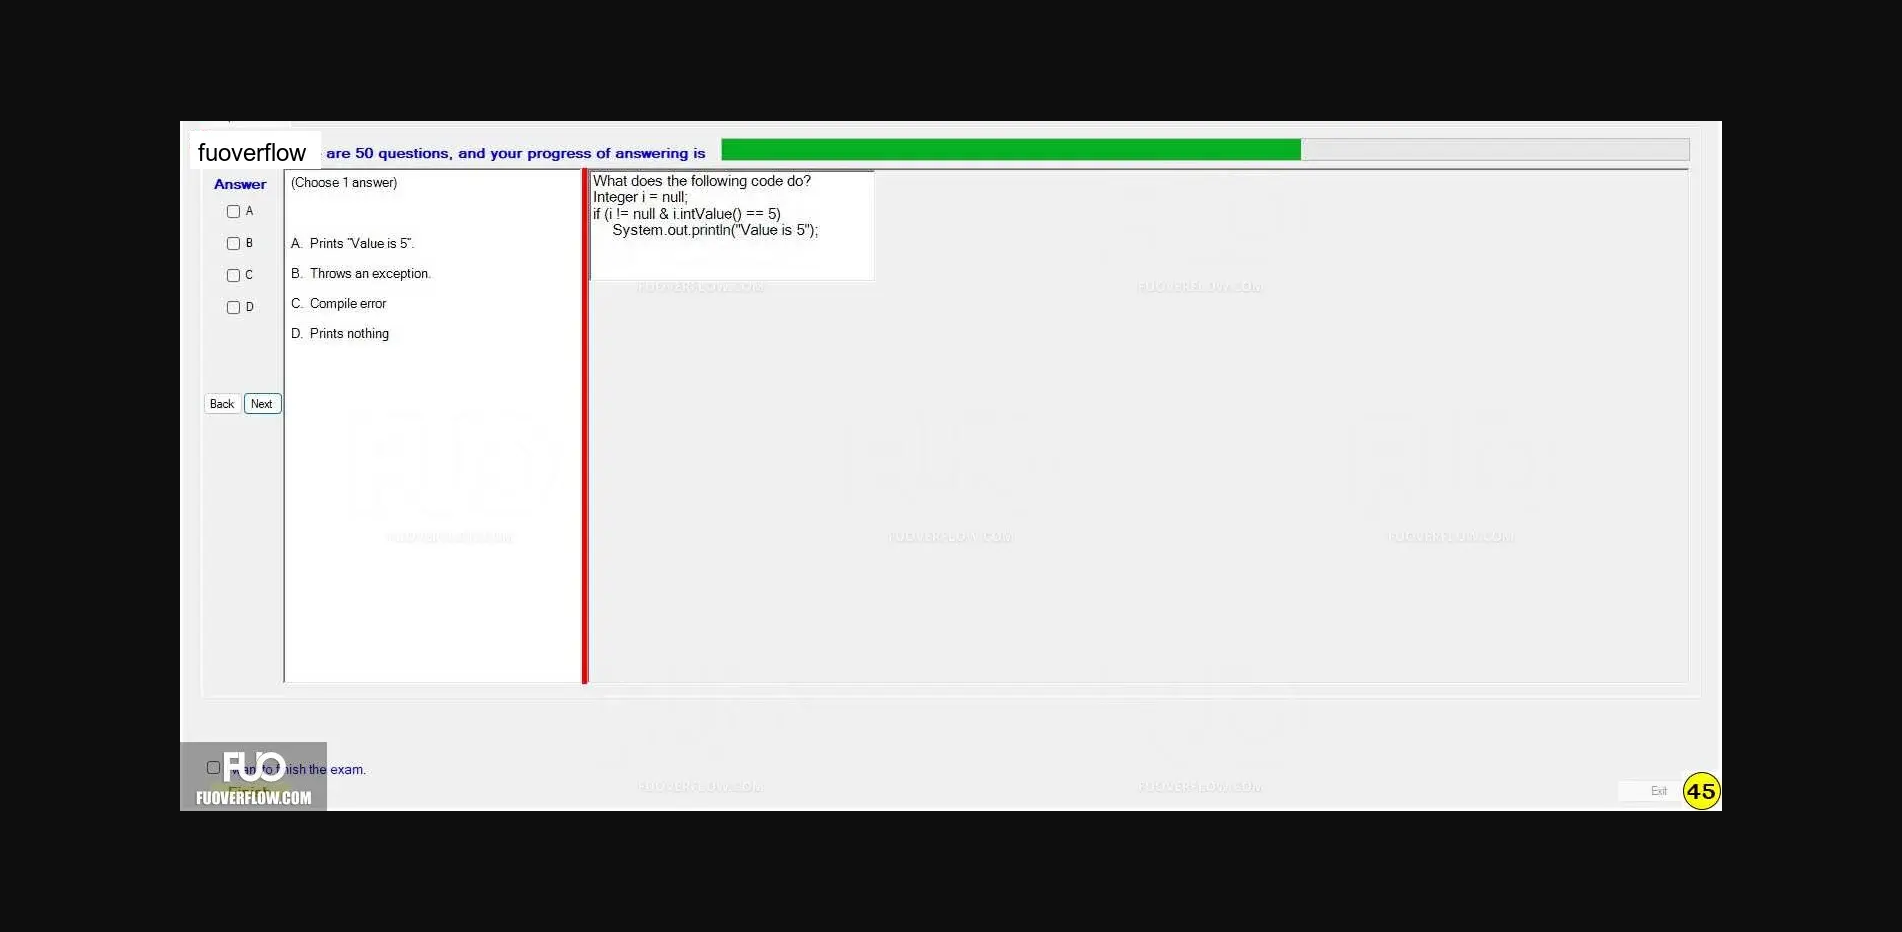 fuoverflow are 50 questions, and your progress of answering is
Answer
A
B
C
D
Back Next
(Choose 1 answer)
A. Prints "Value is 5".
B. Throws an exception.
C. Compile error
D. Prints nothing
What does the following code do?
Integer i = null;
if (i != null & i.intValue() == 5)
System.out.println("Value is 5");
FUOVERFLOW.COM FUOVERFLOW.COM
FUOVERFLOW.COM FUOVERFLOW.COM FUOVERFLOW.COM
FUOVERFLOW.COM FUOVERFLOW.COM
FUO
want to finish the exam.
Finish
FUOVERFLOW.COM
Exit 45